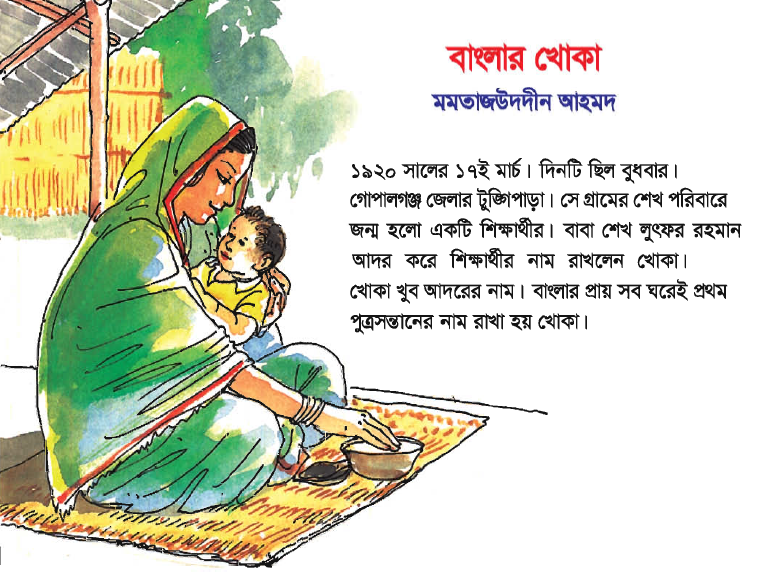 বাংলার খোকা
মমতাজউদদীন আহমদ
১৯২০ সালের ১৭ই মার্চ। দিনটি ছিল বুধবার।
গোপালগঞ্জ জেলার টুঙ্গিপাড়া। সে গ্রামের শেখ পরিবারে
জন্ম হলো একটি শিক্ষার্থীর। বাবা শেখ লুৎফর রহমান
আদর করে শিক্ষার্থীর নাম রাখলেন খোকা।
খোকা খুব আদরের নাম। বাংলার প্রায় সব ঘরেই প্রথম
পুত্রসন্তানের নাম রাখা হয় খোকা।